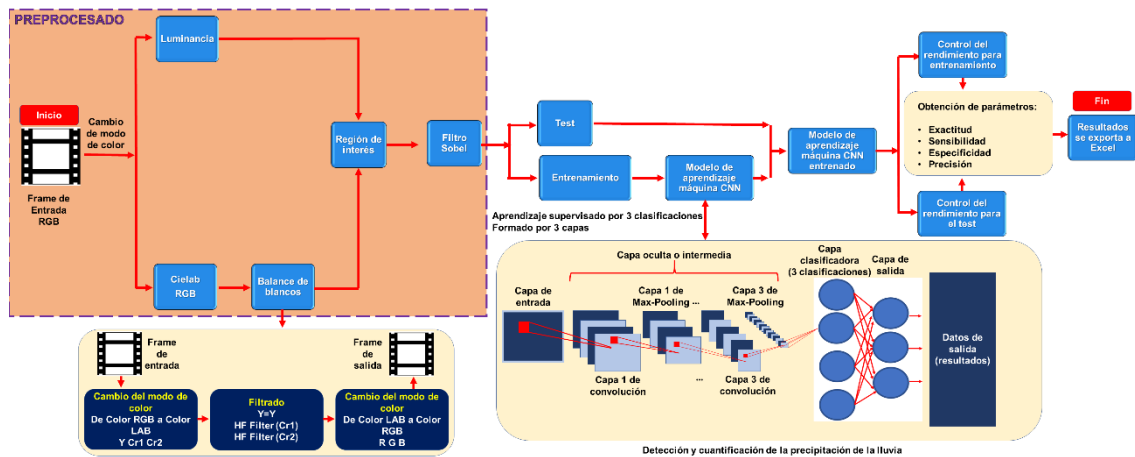 PREPROCESADO
Luminancia
Inicio
Cambio
de modo
de color
Frame de
Entrada
RGB
Región de
interés
Filtro
Sobel
Cielab
RGB
Balance de
blancos
Test
Entrenamiento
Modelo de
aprendizaje
máquina CNN
Modelo de
aprendizaje
máquina CNN
entrenado
Control del
rendimiento para
entrenamiento
Obtención de parámetros:
• Exactitud
• Sensibilidad
• Especificidad
• Precisión
Control del
rendimiento para
el test
Fin
Resultados
se exporta a
Excel
Aprendizaje supervisado por 3 clasificaciones
Formado por 3 capas
Capa oculta o intermedia
Capa de
entrada
Capa 1 de
Max-Pooling ...
Capa 3 de
Max-Pooling
Capa 1 de
convolución
...
Capa 3 de
convolución
Capa
clasificadora
(3 clasificaciones)
Capa de
salida
Datos de
salida
(resultados)
Detección y cuantificación de la precipitación de la lluvia
Frame
de
entrada
Frame
de
salida
Cambio del modo de
color
De Color RGB a Color
LAB
Y Cr1 Cr2
Filtrado
Y=Y
HF Filter (Cr1)
HF Filter (Cr2)
Cambio del modo de
color
De Color LAB a Color
RGB
R G B